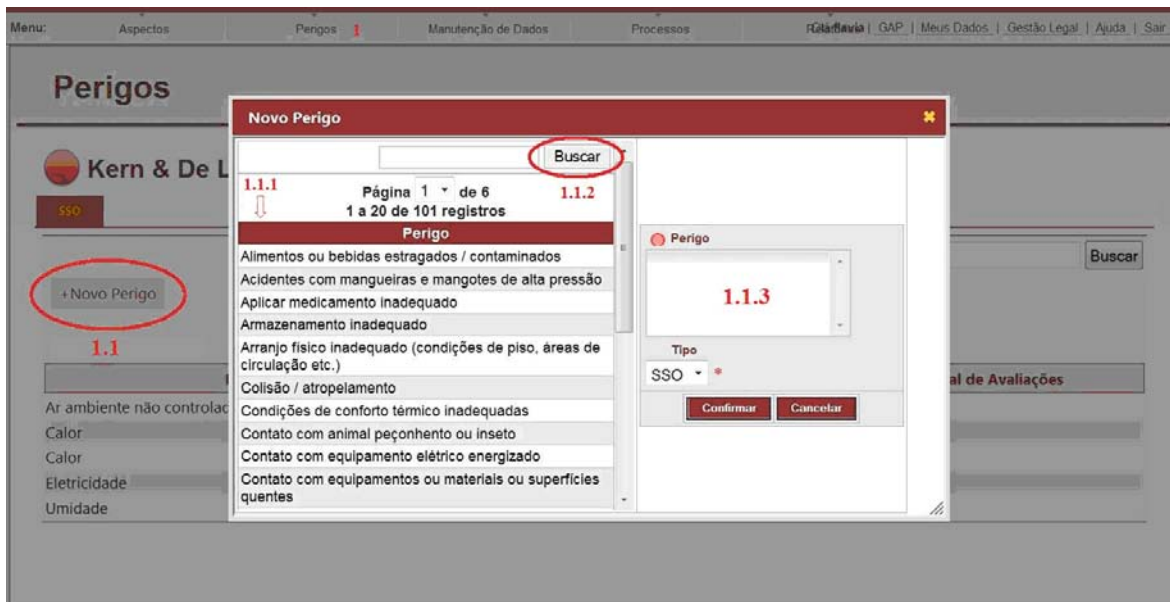 Menu: Aspectos Perigos 1 Manutenção de Dados Processos | GAP | Meus Dados | Gestão Legal | Ajuda | Sair
Perigos
Novo Perigo
Kern & De L
SSO
Buscar
1.1.1
Página 1 de 6
1.1.2
1 a 20 de 101 registros
Perigo
Alimentos ou bebidas estragados / contaminados
Acidentes com mangueiras e mangotes de alta pressão
Aplicar medicamento inadequado
Armazenamento inadequado
Arranjo físico inadequado (condições de piso, áreas de
circulação etc.)
Colisão / atropelamento
Condições de conforto térmico inadequadas
Contato com animal peçonhento ou inseto
Contato com equipamento elétrico energizado
Contato com equipamentos ou materiais ou superfícies
quentes
Perigo
1.1.3
Tipo
SSO *
Confirmar Cancelar
Buscar
+Novo Perigo
1.1
al de Avaliações
Ar ambiente não controlad
Calor
Calor
Eletricidade
Umidade